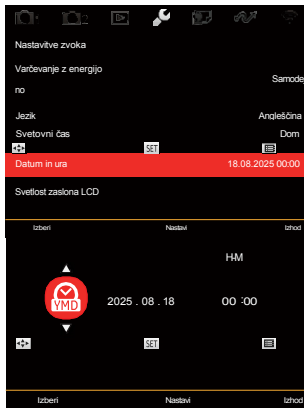 Nastavitve zvoka
Varčevanje z energijo
Samodej
no
Jezik Angleščina
Svetovni čas Dom
SET
Datum in ura 18.08.2025 00:00
Svetlost zaslona LCD
Izberi Nastavi Izhod
H-M
YMD 2025 . 08 . 18 00 :00
SET
Izberi Nastavi Izhod